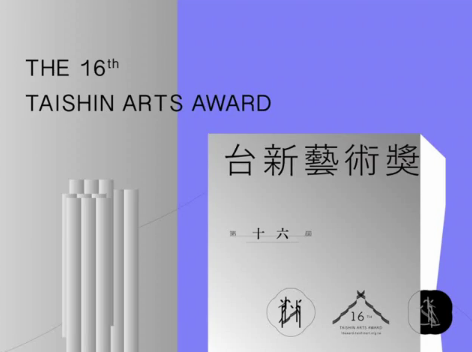 THE 16th
TAISHIN ARTS AWARD
台新藝術獎
第 十六 屆
16TH
TAISHIN ARTS AWARD